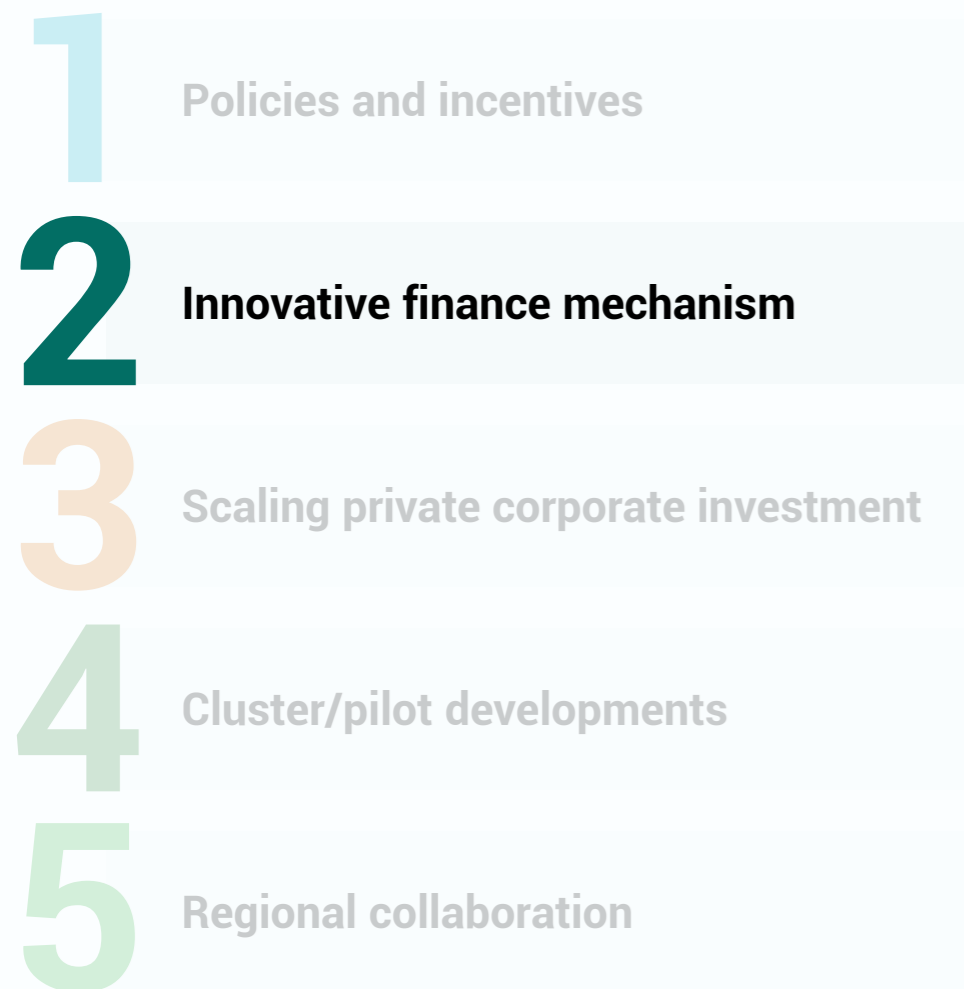 1
Policies and incentives
2
Innovative finance mechanism
3
Scaling private corporate investment
4
Cluster/pilot developments
5
Regional collaboration